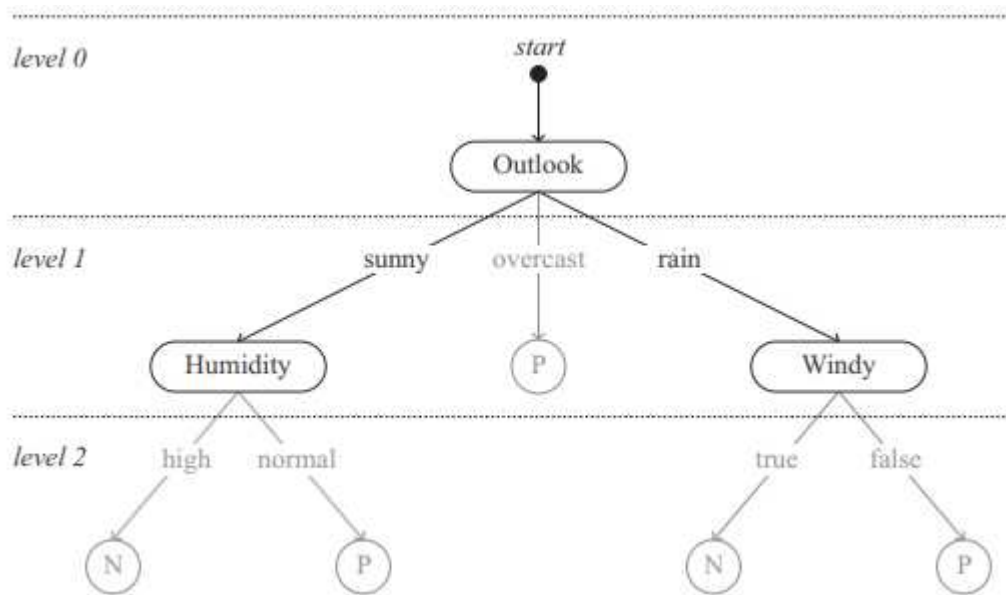 start
level 0
Outlook
level 1
sunny overcast rain
Humidity P Windy
level 2
high normal true false
N P N P